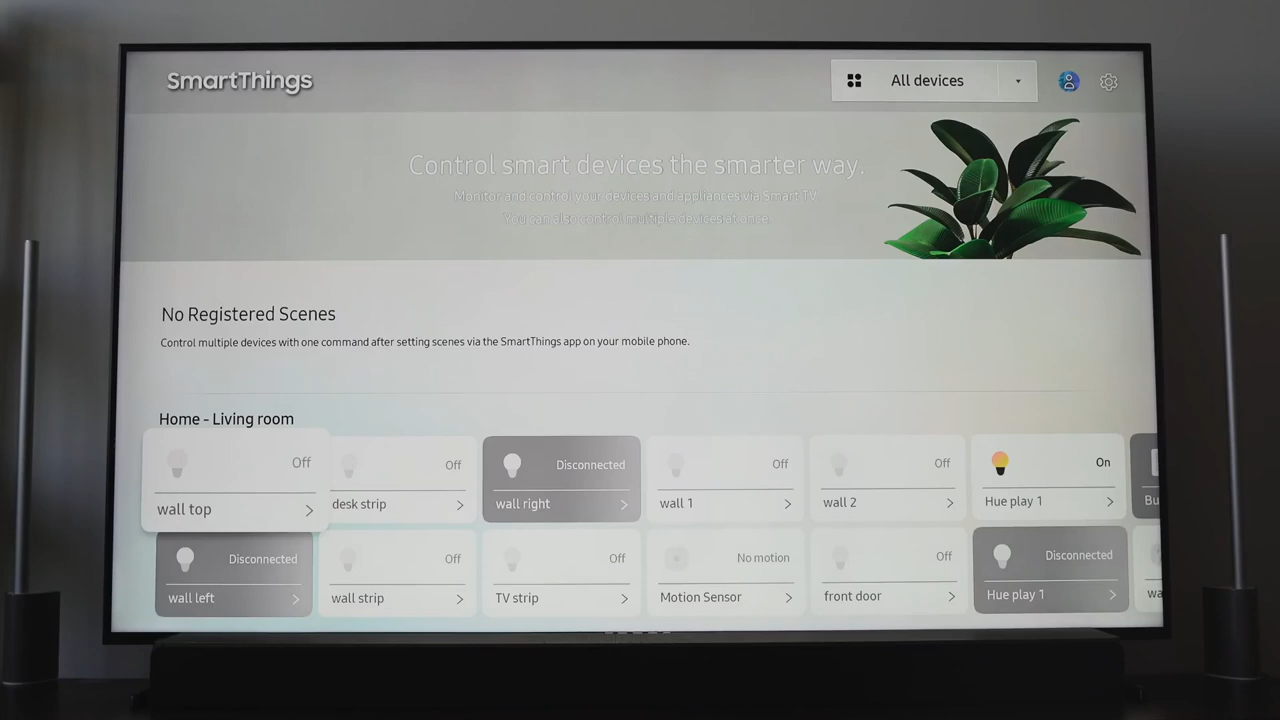 SmartThings
All devices
Control smart devices the smarter way.
Monitor and control your devices and appliances via Smart TV
You can also control multiple devices at once.
No Registered Scenes
Control multiple devices with one command after setting scenes via the SmartThings app on your mobile phone.
Home - Living room
Off
wall top
Off
desk strip
Disconnected
wall right
Off
wall 1
Off
wall 2
On
Hue play 1
Bu
Disconnected
wall left
Off
wall strip
Off
TV strip
No motion
Motion Sensor
Off
front door
Disconnected
Hue play 1
wa